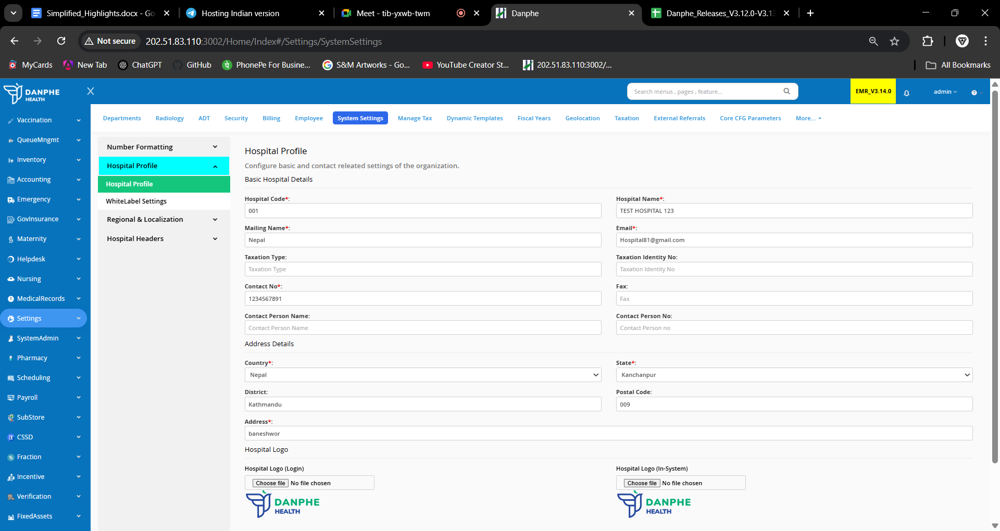 Simplified_Highlights.docx - Go
Hosting Indian version
Meet - tib-yxwb-twm
Danphe
Danphe_Releases_V3.12.0-V3.13
Not secure
202.51.83.110:3002/Home/Index#/Settings/SystemSettings
MyCards
New Tab
ChatGPT
GitHub
PhonePe For Busine...
S&M Artworks - Go...
YouTube Creator St...
202.51.83.110:3002/...
All Bookmarks
DANPHE
HEALTH
X
Search menus , pages , feature...
EMR_V3.14.0
admin
Vaccination
QueueMngmt
Inventory
Accounting
Emergency
GovInsurance
Maternity
Helpdesk
Nursing
MedicalRecords
Settings
SystemAdmin
Pharmacy
Scheduling
Payroll
SubStore
CSSD
Fraction
Incentive
Verification
FixedAssets
Departments Radiology ADT Security Billing Employee System Settings Manage Tax Dynamic Templates Fiscal Years Geolocation Taxation External Referrals Core CFG Parameters More...
Number Formatting
Hospital Profile
Hospital Profile
WhiteLabel Settings
Regional & Localization
Hospital Headers
Hospital Profile
Configure basic and contact releated settings of the organization.
Basic Hospital Details
Hospital Code*:
001
Hospital Name*:
TEST HOSPITAL 123
Mailing Name*:
Nepal
Email*:
Hospital81@gmail.com
Taxation Type:
Taxation Type
Taxation Identity No:
Taxation Identity No
Contact No*:
1234567891
Fax:
Fax
Contact Person Name:
Contact Person Name
Contact Person No:
Contact Person no
Address Details
Country*:
Nepal
State*:
Kanchanpur
District:
Kathmandu
Postal Code:
009
Address*:
baneshwor
Hospital Logo
Hospital Logo (Login)
Choose file No file chosen
DANPHE
HEALTH
Hospital Logo (In-System)
Choose file No file chosen
DANPHE
HEALTH